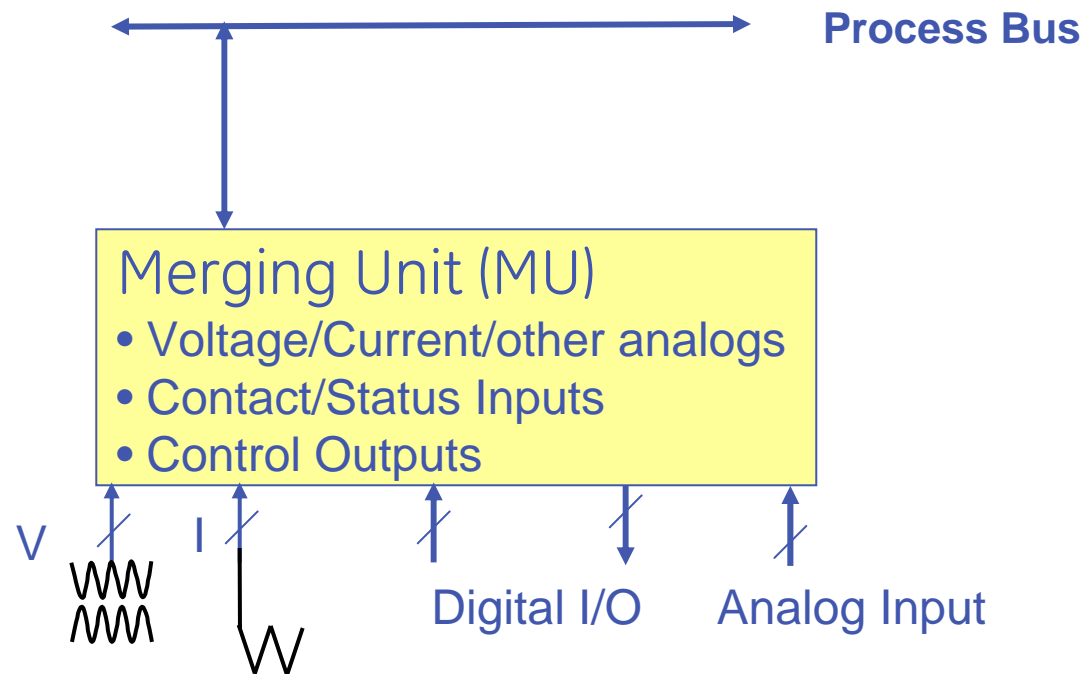 Process Bus
Merging Unit (MU)
• Voltage/Current/other analogs
• Contact/Status Inputs
• Control Outputs
V I
Digital I/O Analog Input